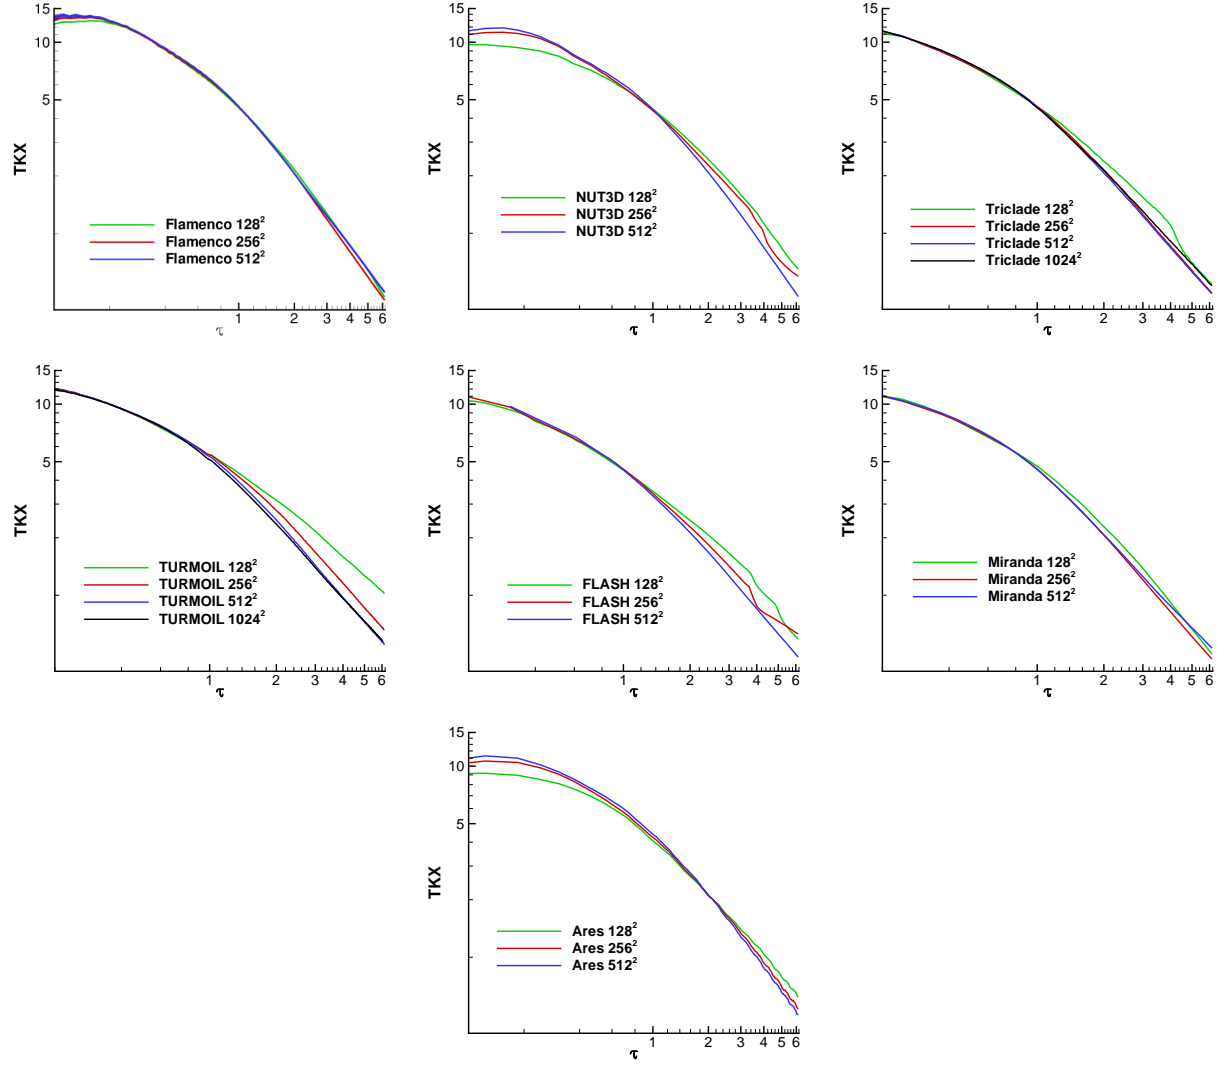 15
10
5
TKX
Flamenco 128²
Flamenco 256²
Flamenco 512²
1 2 3 4 5 6
τ
15
10
5
TKX
NUT3D 128²
NUT3D 256²
NUT3D 512²
1 2 3 4 5 6
τ
15
10
5
TKX
Triclade 128²
Triclade 256²
Triclade 512²
Triclade 1024²
1 2 3 4 5 6
τ
15
10
5
TKX
TURMOIL 128²
TURMOIL 256²
TURMOIL 512²
TURMOIL 1024²
1 2 3 4 5 6
τ
15
10
5
TKX
FLASH 128²
FLASH 256²
FLASH 512²
1 2 3 4 5 6
τ
15
10
5
TKX
Miranda 128²
Miranda 256²
Miranda 512²
1 2 3 4 5 6
τ
15
10
5
TKX
Ares 128²
Ares 256²
Ares 512²
1 2 3 4 5 6
τ